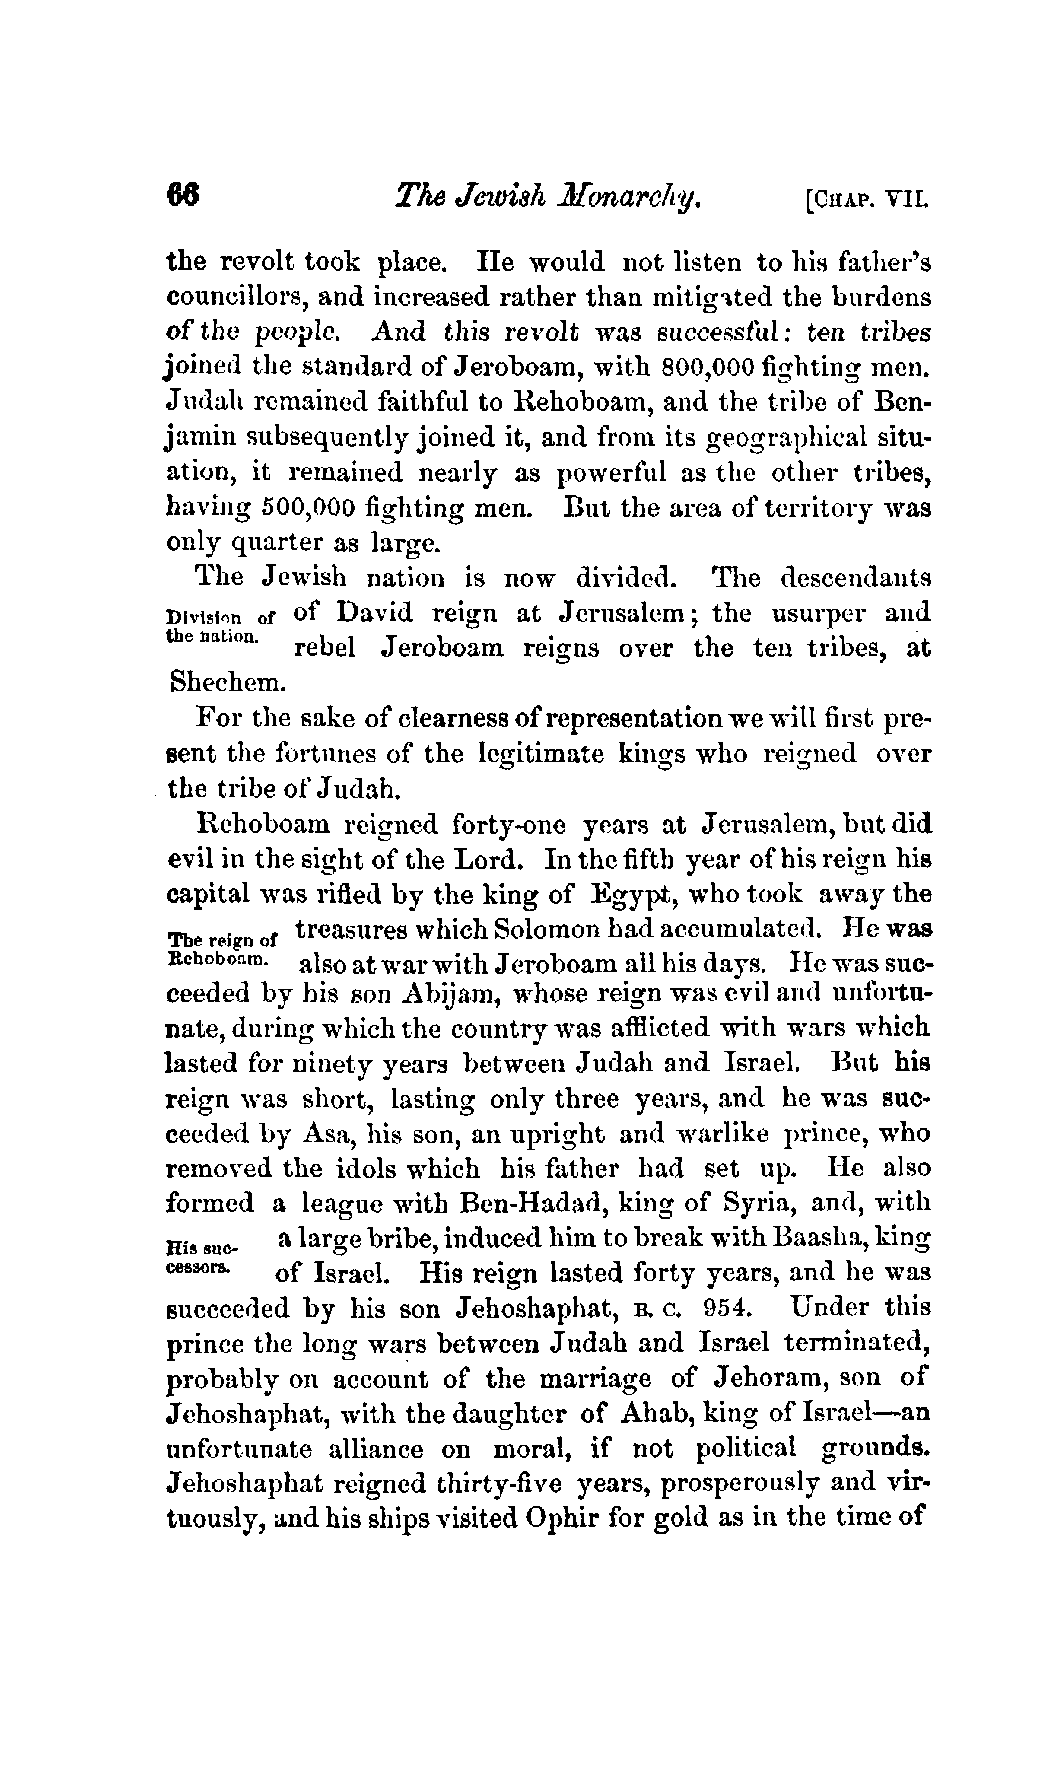 66 The Jewish Monarchy. [CHAP. VII.
the revolt took place. He would not listen to his father's
councillors, and increased rather than mitigated the burdens
of the people. And this revolt was successful: ten tribes
joined the standard of Jeroboam, with 800,000 fighting men.
Judah remained faithful to Rehoboam, and the tribe of Ben-
jamin subsequently joined it, and from its geographical situ-
ation, it remained nearly as powerful as the other tribes,
having 500,000 fighting men. But the area of territory was
only quarter as large.
The Jewish nation is now divided. The descendants
Division of the nation.
of David reign at Jerusalem; the usurper and
rebel Jeroboam reigns over the ten tribes, at
Shechem.
For the sake of clearness of representation we will first pre-
sent the fortunes of the legitimate kings who reigned over
the tribe of Judah.
Rehoboam reigned forty-one years at Jerusalem, but did
evil in the sight of the Lord. In the fifth year of his reign his
capital was rifled by the king of Egypt, who took away the
The reign of Rehoboam.
treasures which Solomon had accumulated. He was
also at war with Jeroboam all his days. He was suc-
ceeded by his son Abijam, whose reign was evil and unfortu-
nate, during which the country was afflicted with wars which
lasted for ninety years between Judah and Israel. But his
reign was short, lasting only three years, and he was suc-
ceeded by Asa, his son, an upright and warlike prince, who
removed the idols which his father had set up. He also
formed a league with Ben-Hadad, king of Syria, and, with
His suc-cessors.
a large bribe, induced him to break with Baasha, king
of Israel. His reign lasted forty years, and he was
succeeded by his son Jehoshaphat, B. C. 954. Under this
prince the long wars between Judah and Israel terminated,
probably on account of the marriage of Jehoram, son of
Jehoshaphat, with the daughter of Ahab, king of Israel—an
unfortunate alliance on moral, if not political grounds.
Jehoshaphat reigned thirty-five years, prosperously and vir-
tuously, and his ships visited Ophir for gold as in the time of